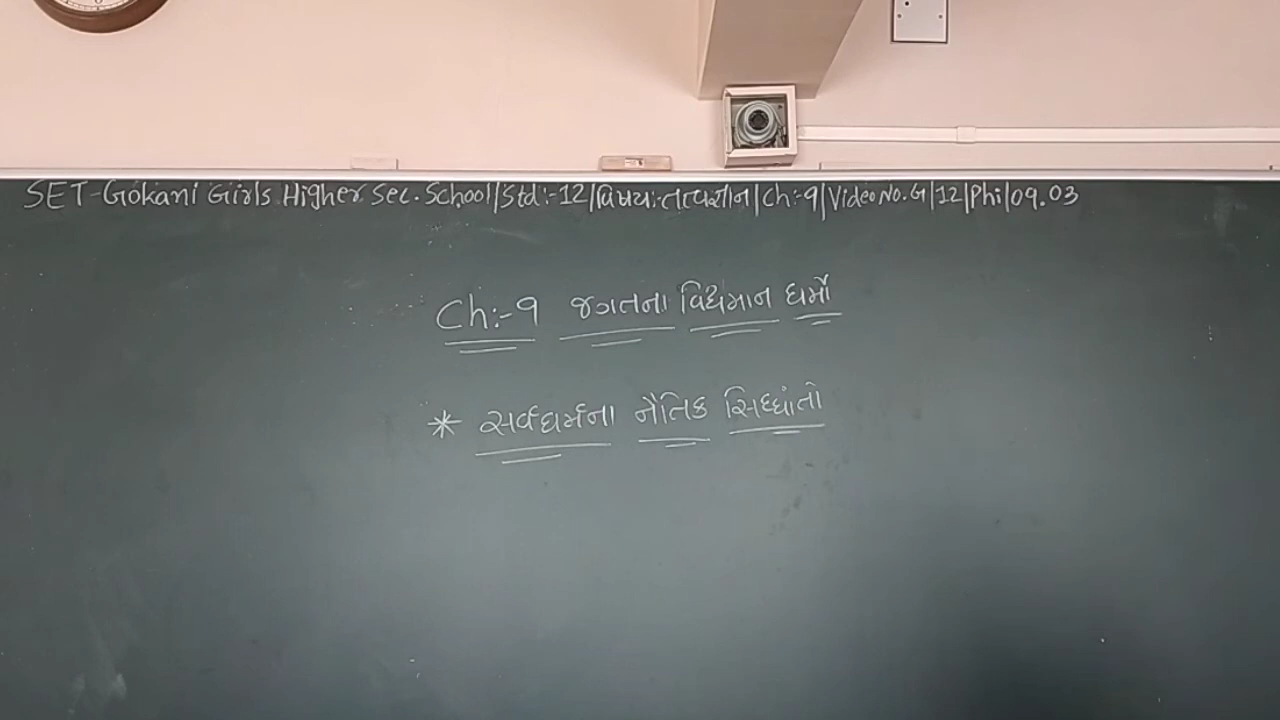 SET-Gokani Girls Higher Sec. School/Std:-12/વિષય:-તત્વજ્ઞાન/Ch:-9/Video No. G/12/Phi/09.03
Ch:-9 જગતના વિદ્યમાન ધર્મો
* સર્વધર્મના નૈતિક સિધ્ધાંતો